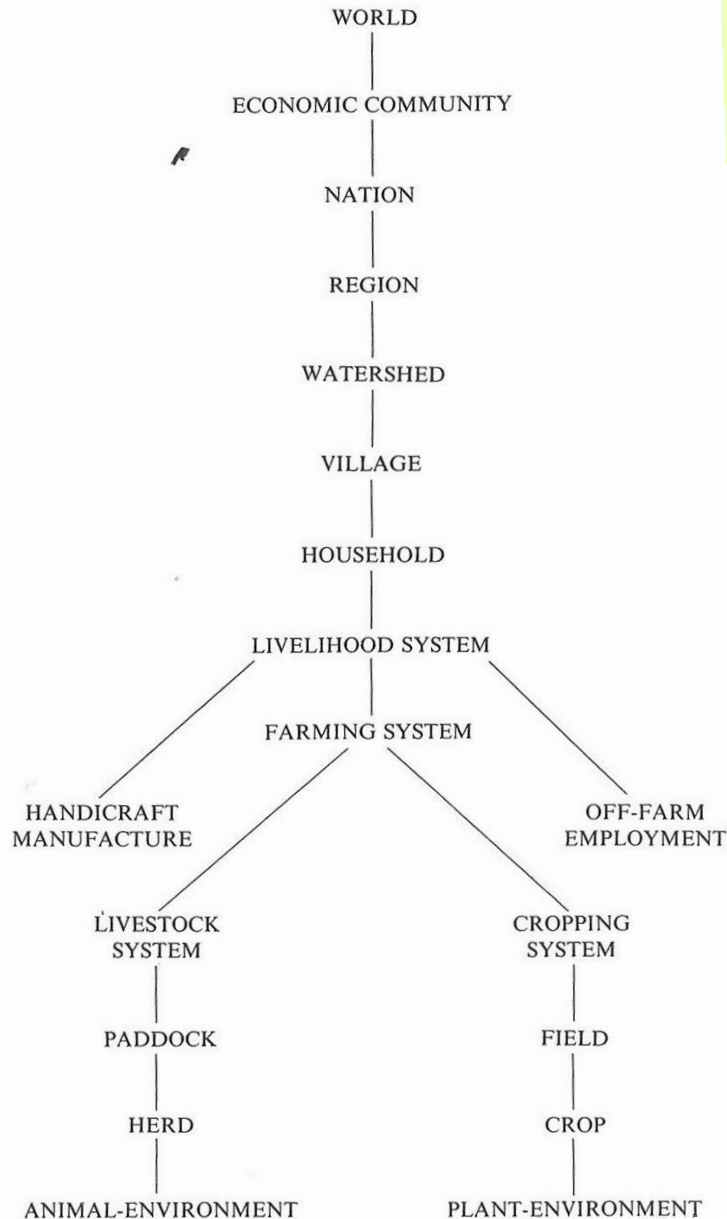 WORLD
ECONOMIC COMMUNITY
NATION
REGION
WATERSHED
VILLAGE
HOUSEHOLD
LIVELIHOOD SYSTEM
FARMING SYSTEM
HANDICRAFT
MANUFACTURE
OFF-FARM
EMPLOYMENT
LIVESTOCK
SYSTEM
CROPPING
SYSTEM
PADDOCK
FIELD
HERD
CROP
ANIMAL-ENVIRONMENT
PLANT-ENVIRONMENT